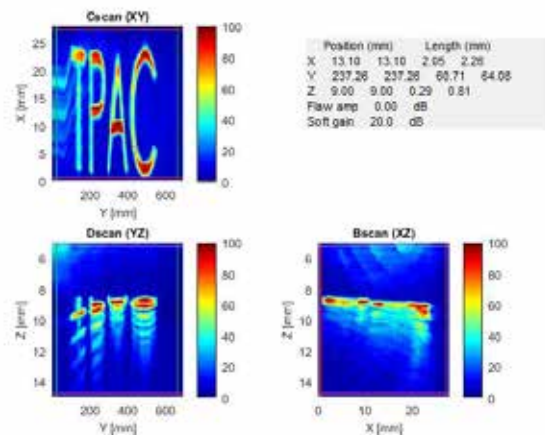 Cscan (XY)
100
80
60
40
20
0
25
20
15
10
5
0
X [mm]
TPAC
200 400 600
Y [mm]
Position (mm) Length (mm)
X 13.10 13.10 2.05 2.26
Y 237.26 237.26 60.71 64.08
Z 9.00 9.00 0.29 0.81
Flaw amp 0.00 dB
Soft gain 20.0 dB
Dscan (YZ)
100
80
60
40
20
0
6
8
10
12
14
Z [mm]
200 400 600
Y [mm]
Bscan (XZ)
100
80
60
40
20
0
6
8
10
12
14
Z [mm]
0 10 20
X [mm]